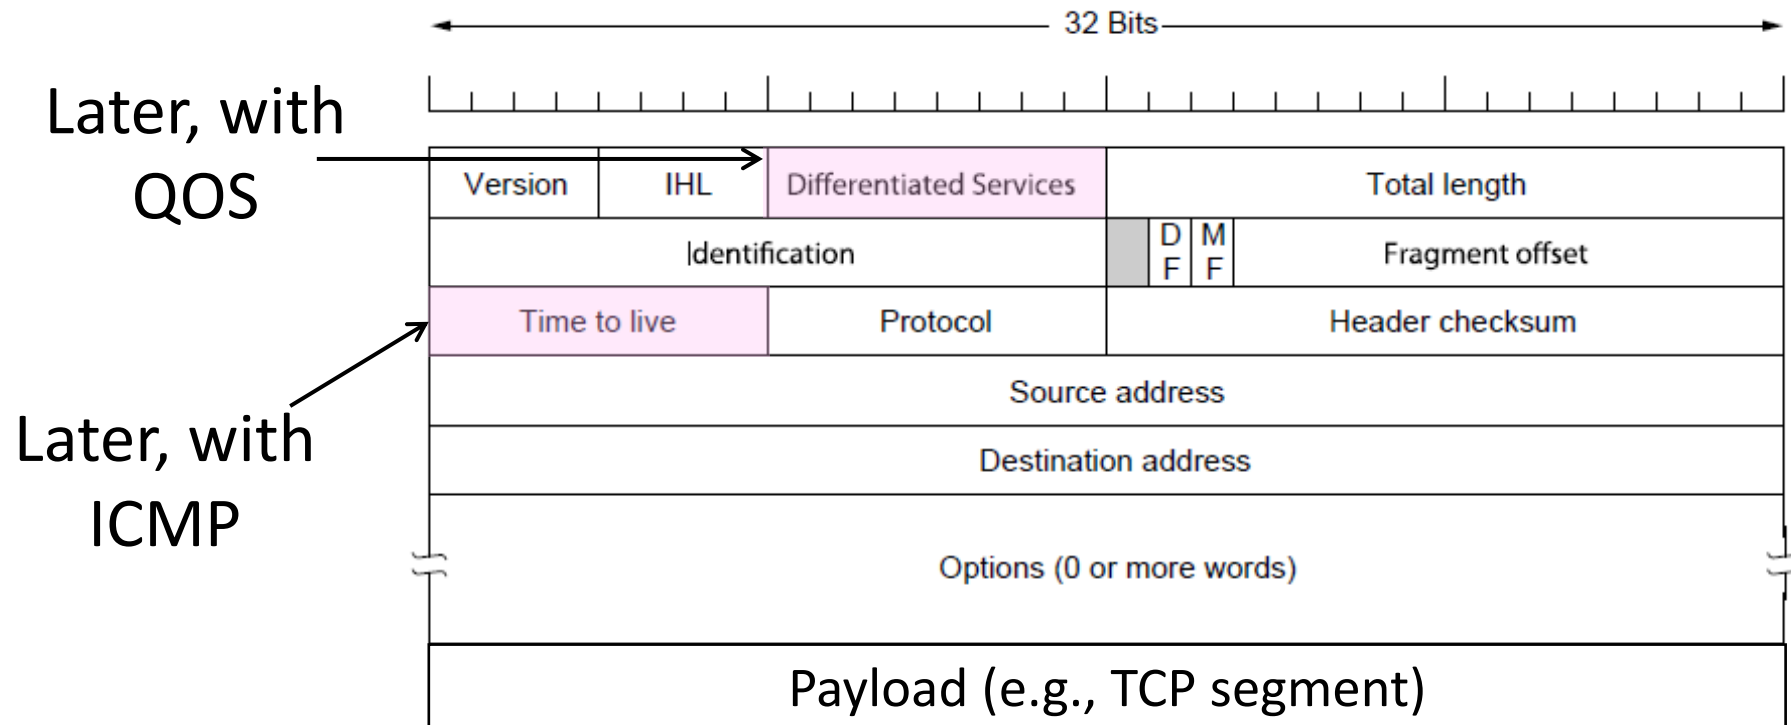 32 Bits
Later, with
QOS
Version IHL Differentiated Services Total length
Identification D F M F Fragment offset
Time to live Protocol Header checksum
Later, with
ICMP
Source address
Destination address
Options (0 or more words)
Payload (e.g., TCP segment)